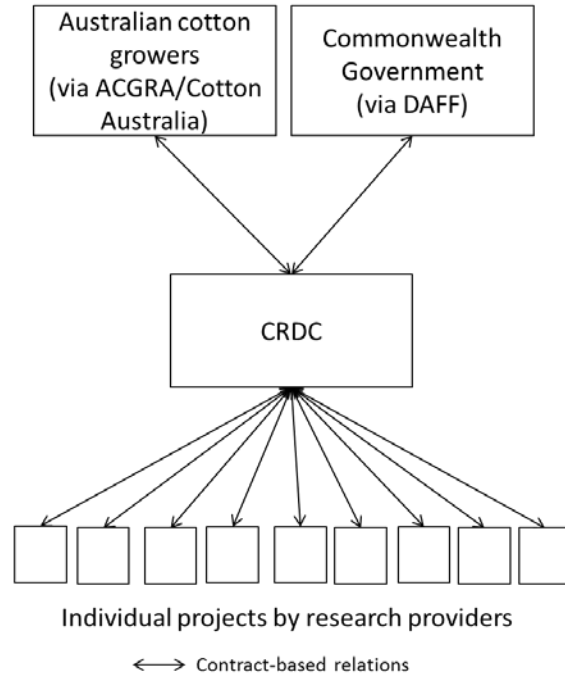 Australian cotton
growers
(via ACGRA/Cotton
Australia)
Commonwealth
Government
(via DAFF)
CRDC
Individual projects by research providers
Contract-based relations